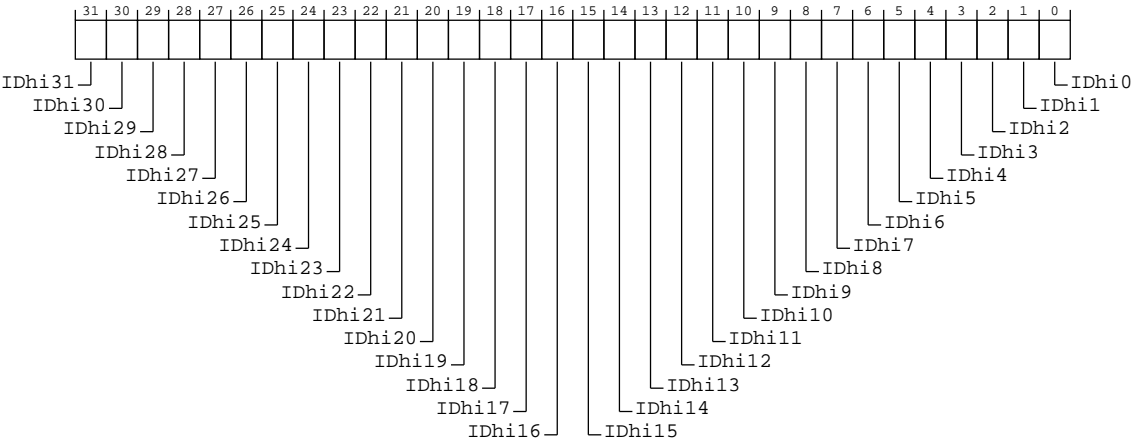 31 30 29 28 27 26 25 24 23 22 21 20 19 18 17 16 15 14 13 12 11 10 9 8 7 6 5 4 3 2 1 0
IDhi31 IDhi0
IDhi30 IDhi1
IDhi29 IDhi2
IDhi28 IDhi3
IDhi27 IDhi4
IDhi26 IDhi5
IDhi25 IDhi6
IDhi24 IDhi7
IDhi23 IDhi8
IDhi22 IDhi9
IDhi21 IDhi10
IDhi20 IDhi11
IDhi19 IDhi12
IDhi18 IDhi13
IDhi17 IDhi14
IDhi16 IDhi15